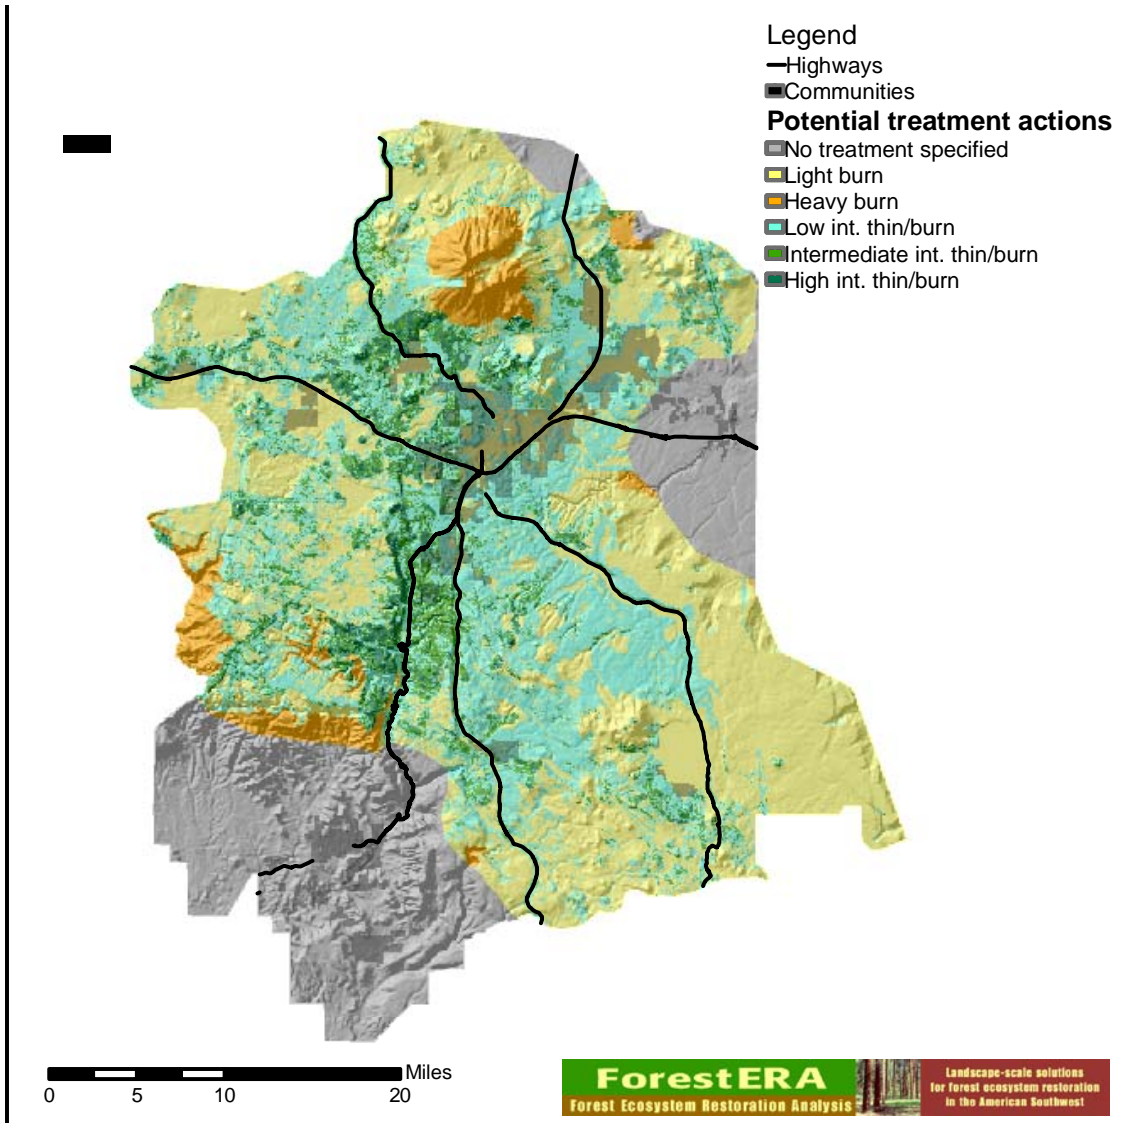 Legend
Highways
Communities
Potential treatment actions
No treatment specified
Light burn
Heavy burn
Low int. thin/burn
Intermediate int. thin/burn
High int. thin/burn
Miles
0 5 10 20
ForestERA
Forest Ecosystem Restoration Analysis
Landscape-scale solutions
for forest ecosystem restoration
in the American Southwest